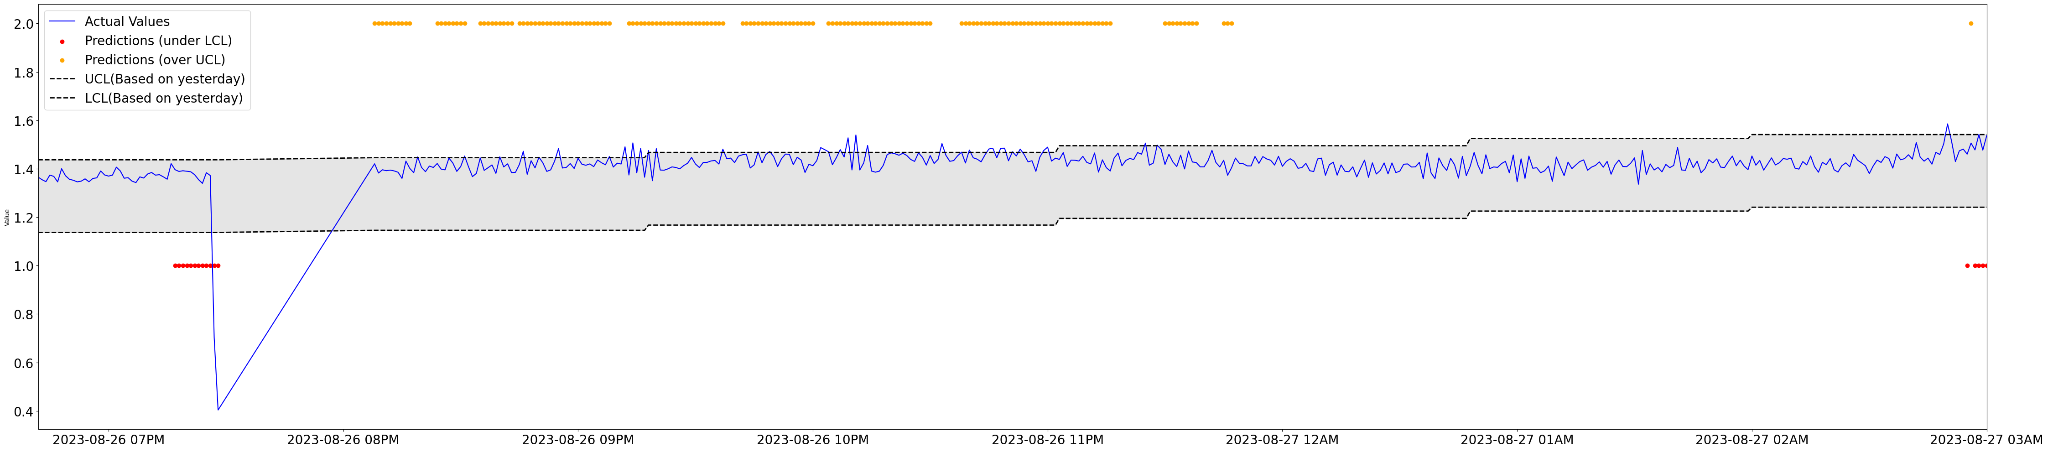 2.0
1.8
1.6
1.4
1.2
1.0
0.8
0.6
0.4
Value
Actual Values
Predictions (under LCL)
Predictions (over UCL)
UCL(Based on yesterday)
LCL(Based on yesterday)
2023-08-26 07PM
2023-08-26 08PM
2023-08-26 09PM
2023-08-26 10PM
2023-08-26 11PM
2023-08-27 12AM
2023-08-27 01AM
2023-08-27 02AM
2023-08-27 03AM